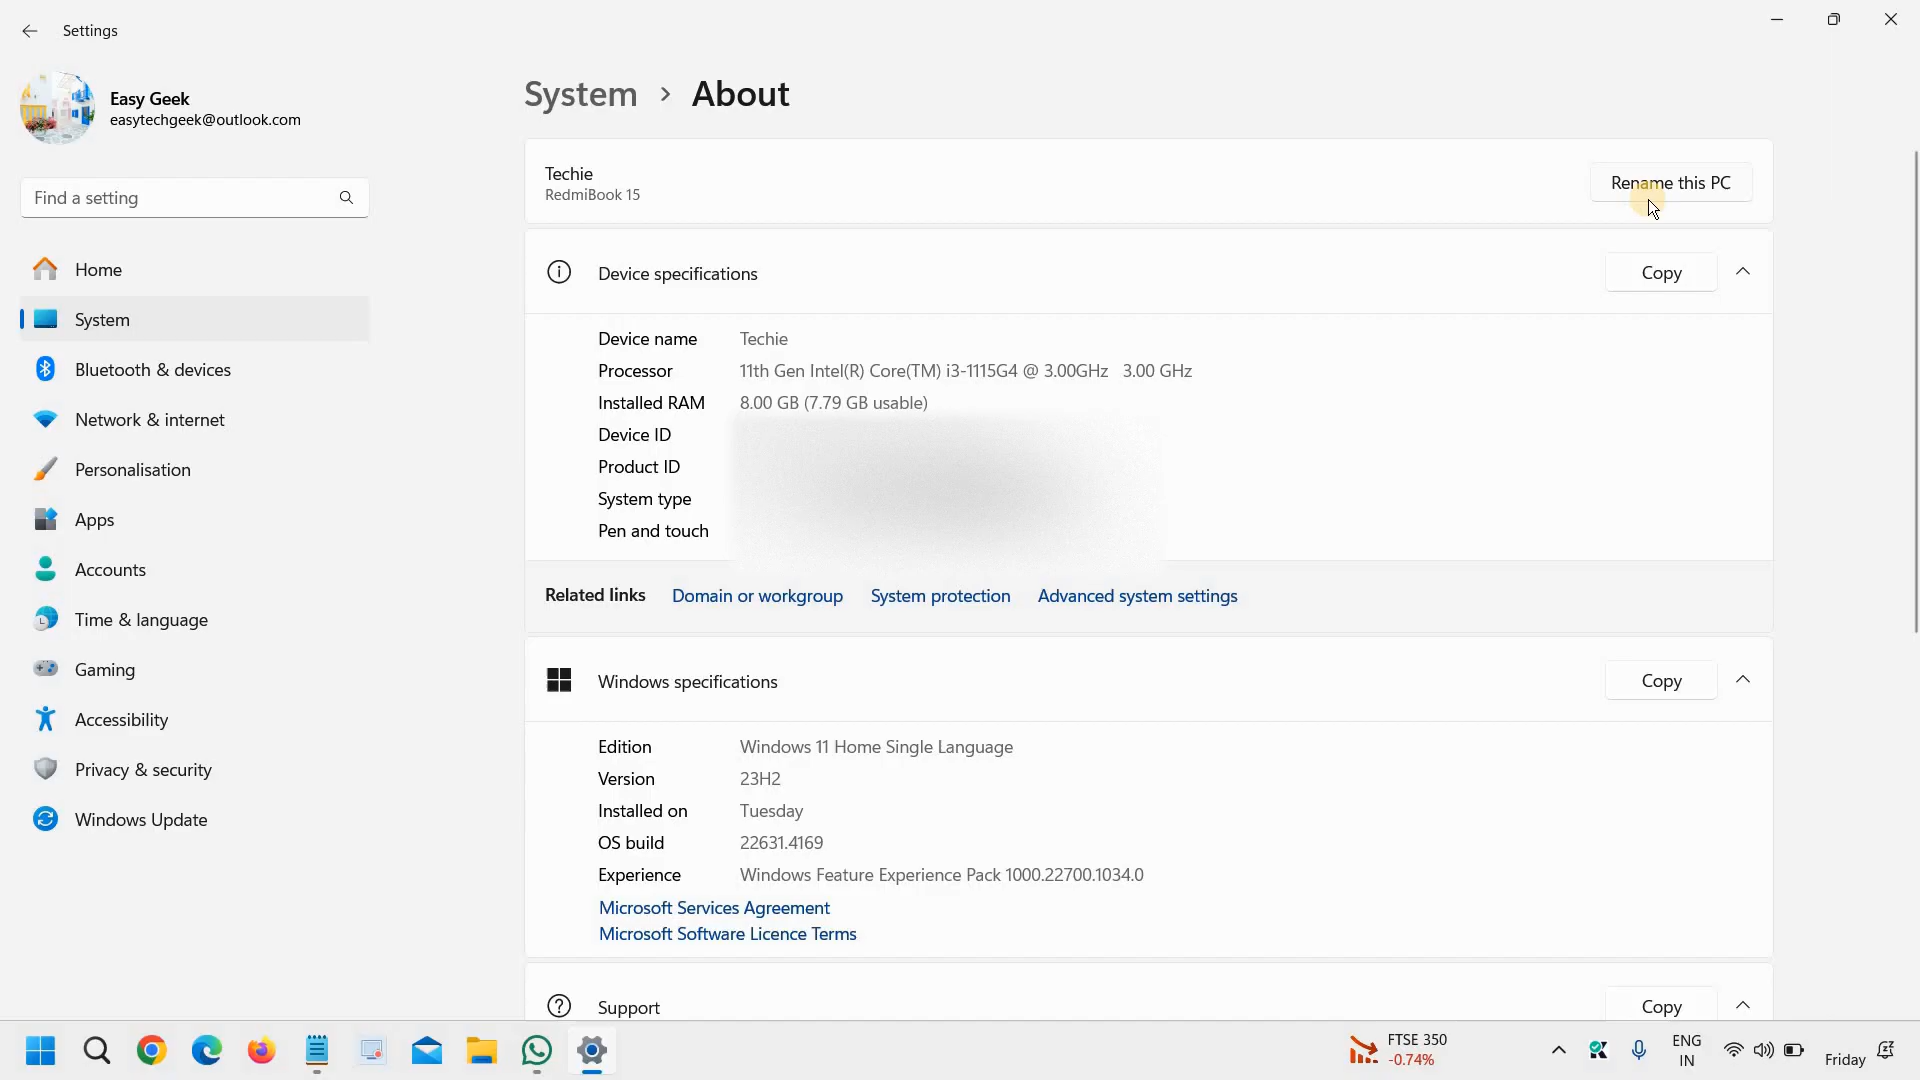 Settings
Easy Geek
easytechgeek@outlook.com
Find a setting
Home
System
Bluetooth & devices
Network & internet
Personalisation
Apps
Accounts
Time & language
Gaming
Accessibility
Privacy & security
Windows Update
System > About
Techie
RedmiBook 15
Rename this PC
Device specifications
Copy
Device name Techie
Processor 11th Gen Intel(R) Core(TM) i3-1115G4 @ 3.00GHz 3.00 GHz
Installed RAM 8.00 GB (7.79 GB usable)
Device ID
Product ID
System type
Pen and touch
Related links Domain or workgroup System protection Advanced system settings
Windows specifications
Copy
Edition Windows 11 Home Single Language
Version 23H2
Installed on Tuesday
OS build 22631.4169
Experience Windows Feature Experience Pack 1000.22700.1034.0
Microsoft Services Agreement
Microsoft Software Licence Terms
Support
Copy
FTSE 350
-0.74%
ENG
IN
Friday